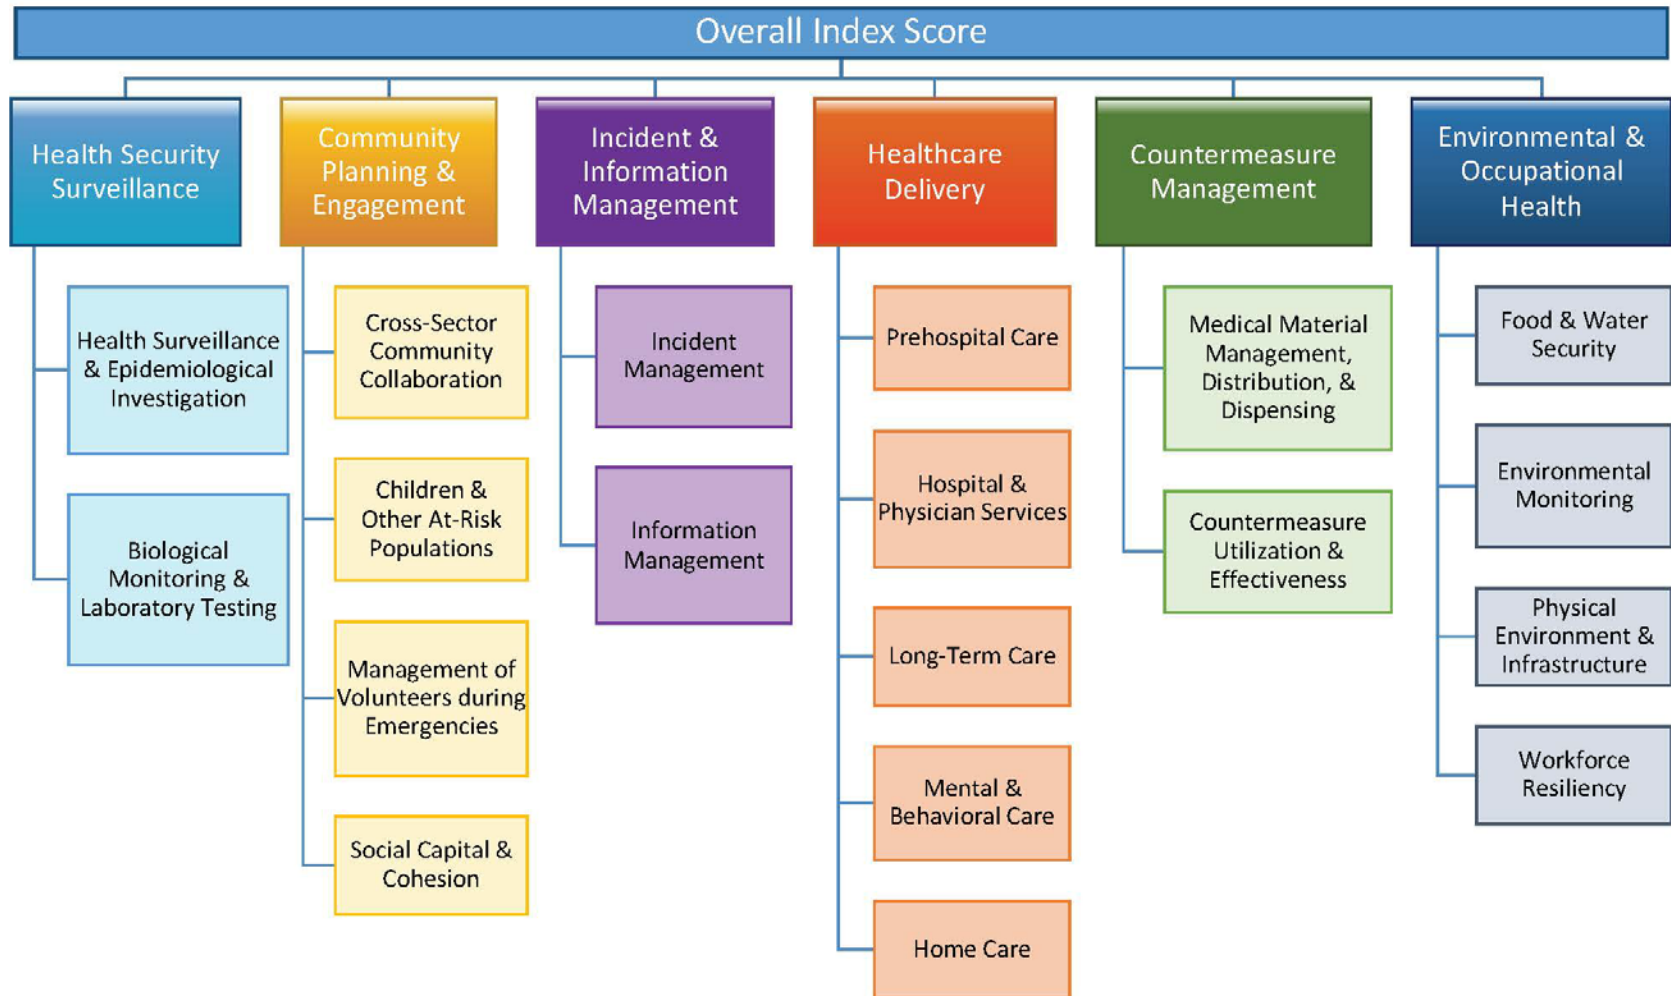 Overall Index Score
Health Security
Surveillance
Community
Planning &
Engagement
Incident &
Information
Management
Healthcare
Delivery
Countermeasure
Management
Environmental &
Occupational
Health
Health Surveillance
& Epidemiological
Investigation
Biological
Monitoring &
Laboratory Testing
Cross-Sector
Community
Collaboration
Children &
Other At-Risk
Populations
Management of
Volunteers during
Emergencies
Social Capital &
Cohesion
Incident
Management
Information
Management
Prehospital Care
Hospital &
Physician Services
Long-Term Care
Mental &
Behavioral Care
Home Care
Medical Material
Management,
Distribution, &
Dispensing
Countermeasure
Utilization &
Effectiveness
Food & Water
Security
Environmental
Monitoring
Physical
Environment &
Infrastructure
Workforce
Resiliency